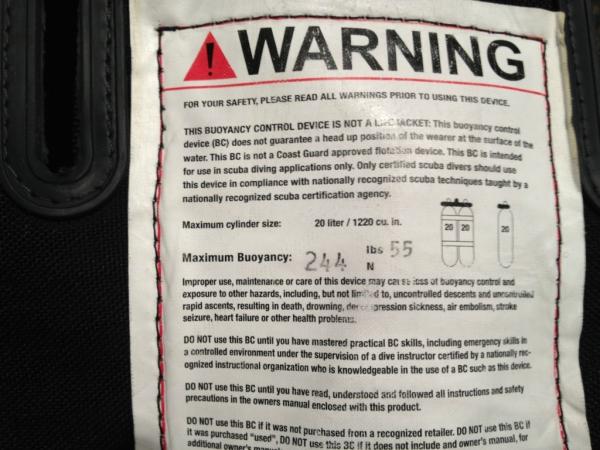 WARNING
FOR YOUR SAFETY, PLEASE READ ALL WARNINGS PRIOR TO USING THIS DEVICE.
THIS BUOYANCY CONTROL DEVICE IS NOT A LIFE JACKET: This buoyancy control
device (BC) does not guarantee a head up position of the wearer at the surface of the
water. This BC is not a Coast Guard approved flotation device. This BC is intended
for use in scuba diving applications only. Only certified scuba divers should use
this device in compliance with nationally recognized scuba techniques taught by a
nationally recognized scuba certification agency.
Maximum cylinder size: 20 liter / 1220 cu. in.
20 20 20
Maximum Buoyancy: 244 lbs 55
N
Improper use, maintenance or care of this device may cause loss of buoyancy control and
exposure to other hazards, including, but not limited to, uncontrolled descents and uncontrolled
rapid ascents, resulting in death, drowning, decompression sickness, air embolism, stroke
seizure, heart failure or other health problems.
DO NOT use this BC until you have mastered practical BC skills, including emergency skills in
a controlled environment under the supervision of a dive instructor certified by a nationally rec-
ognized instructional organization who is knowledgeable in the use of a BC such as this device.
DO NOT use this BC until you have read, understood and followed all instructions and safety
precautions in the owners manual enclosed with this product.
DO NOT use this BC if it was not purchased from a recognized retailer. DO NOT use this BC if
it was purchased "used", DO NOT use this BC if it does not include and owner's manual, for
additional owner's